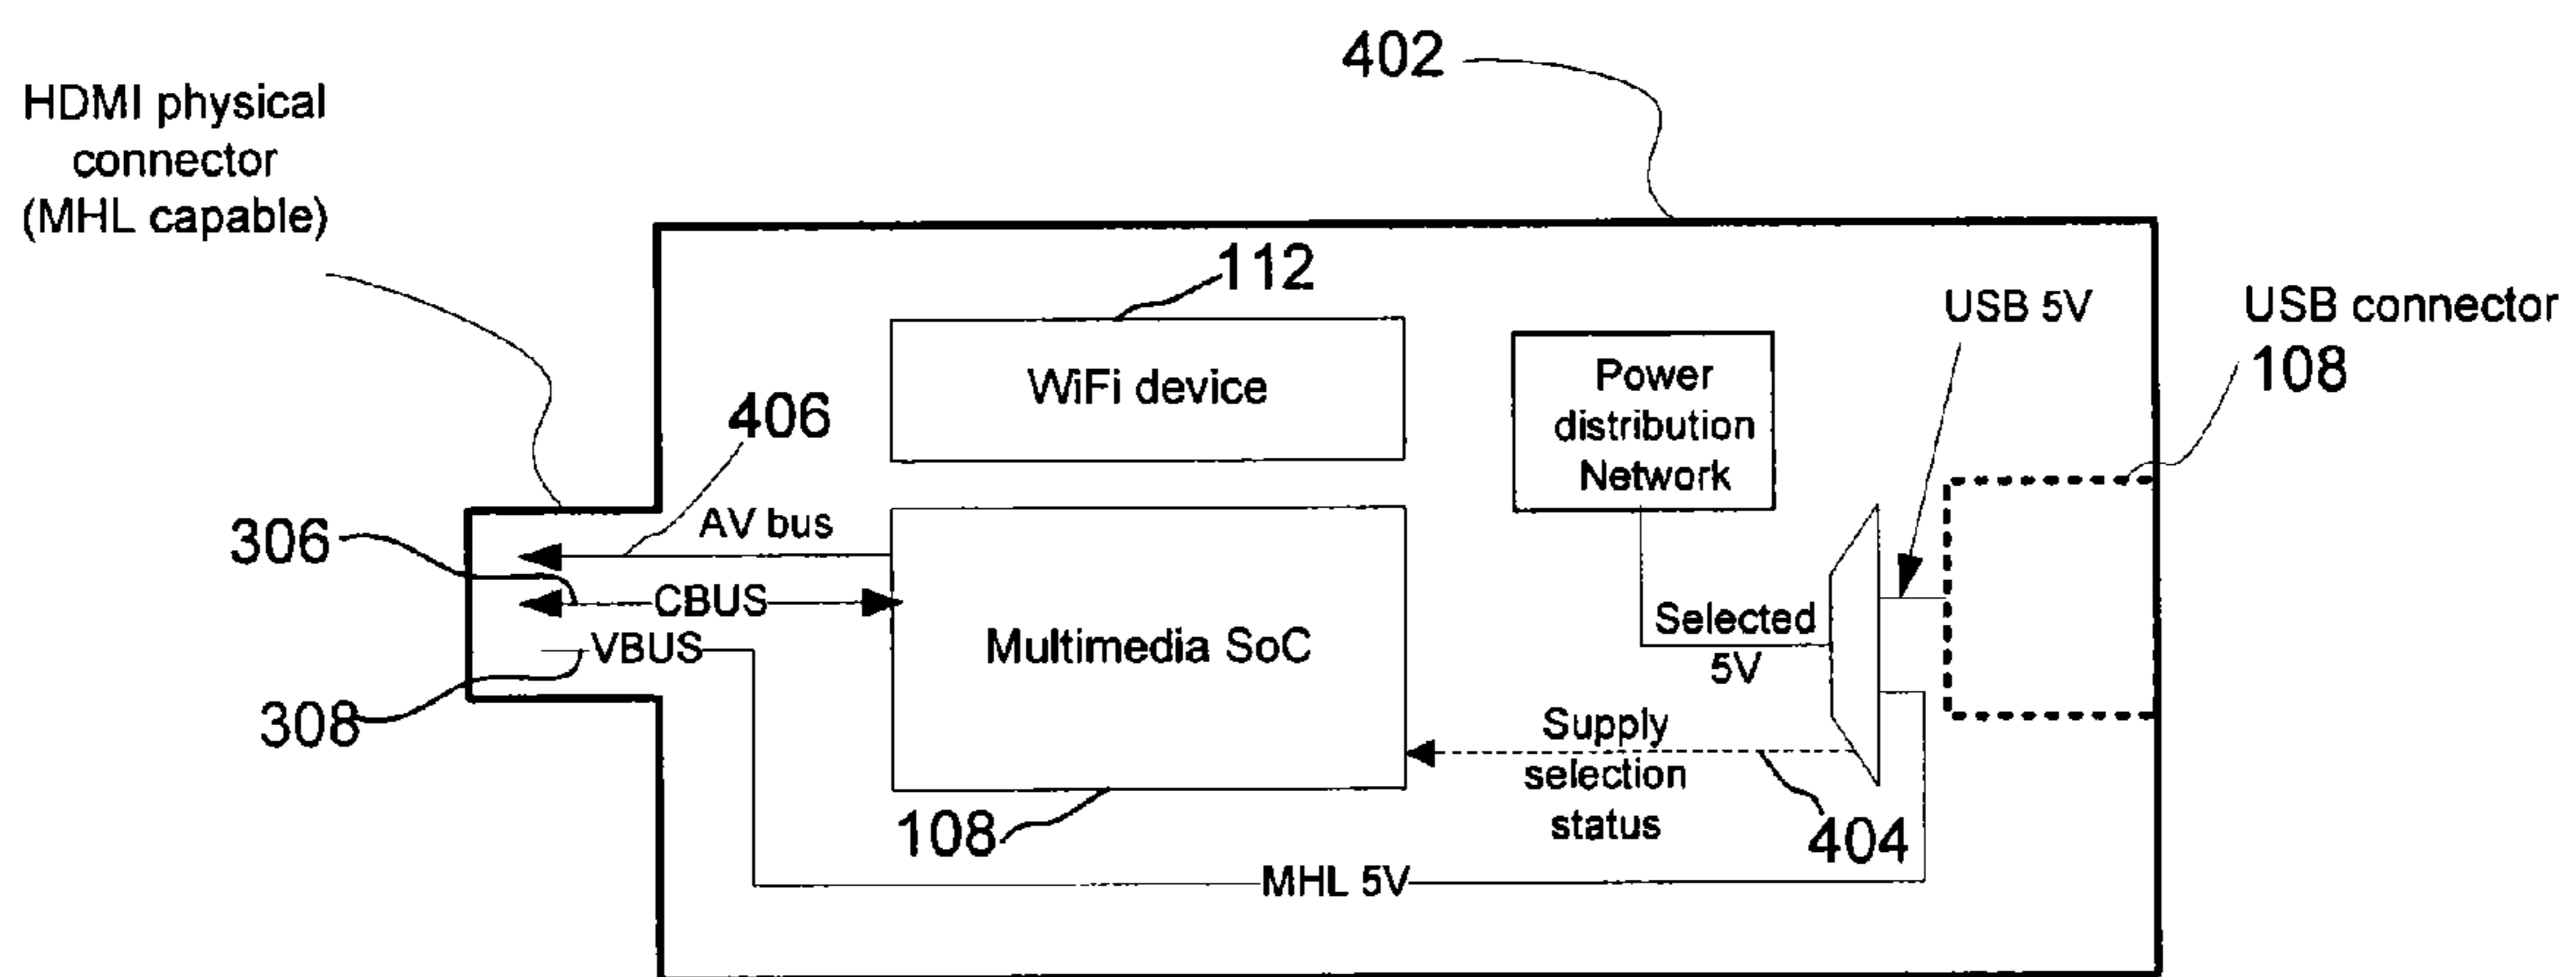 402
HDMI physical
connector
(MHL capable)
112
WiFi device
Power
distribution
Network
USB 5V
USB connector
108
406
AV bus
306
CBUS
VBUS
308
Multimedia SoC
108
Selected
5V
Supply
selection
status
404
MHL 5V